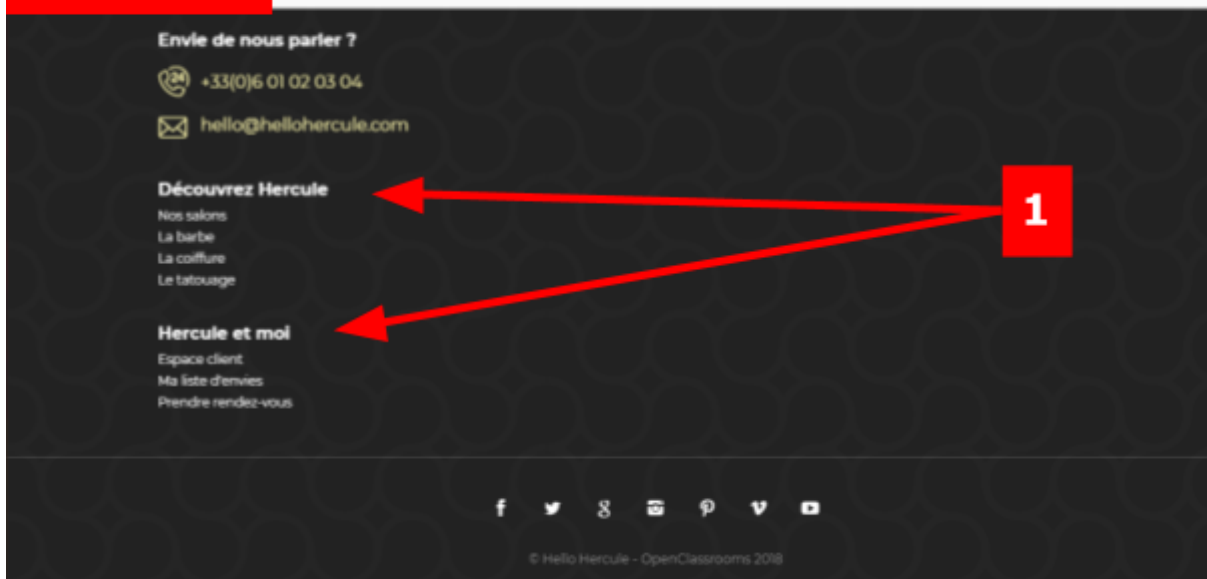 Envie de nous parler ?
+33(0)6 01 02 03 04
hello@hellohercule.com
Découvrez Hercule
1
Nos salons
La barbe
La coiffure
Le tatouage
Hercule et moi
Espace client
Ma liste d'envies
Prendre rendez-vous
© Hello Hercule - OpenClassrooms 2018